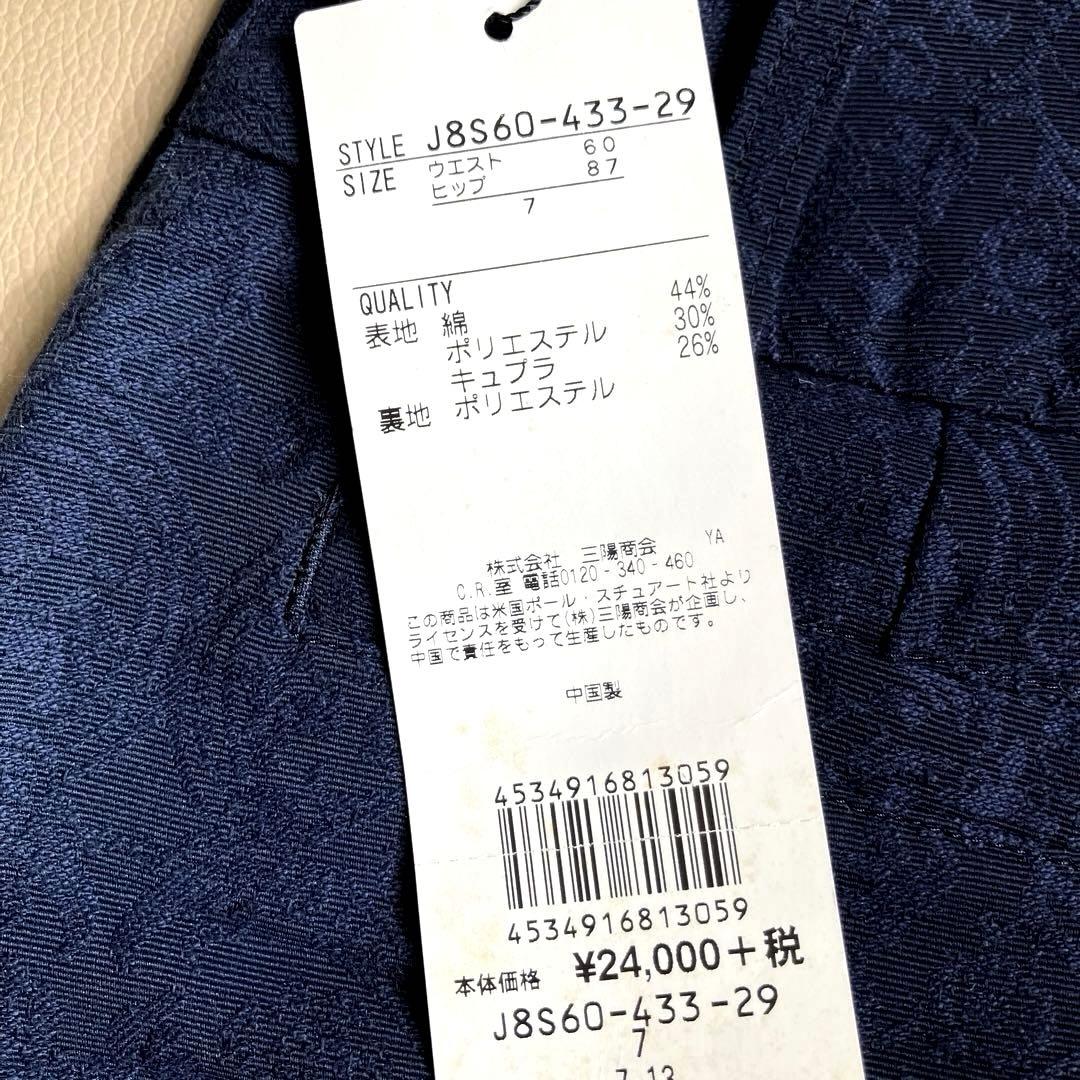 STYLE J8S60-433-29
SIZE ウエスト 60
ヒップ 87
7
QUALITY
表地 綿 44%
ポリエステル 30%
キュプラ 26%
裏地 ポリエステル
株式会社 三陽商会 YA
C.R.室 電話0120-340-460
この商品は米国ポール・スチュアート社より
ライセンスを受けて(株)三陽商会が企画し、
中国で責任をもって生産したものです。
中国製
4534916813059
4534916813059
本体価格 ¥24,000+税
J8S60-433-29
7
7.13